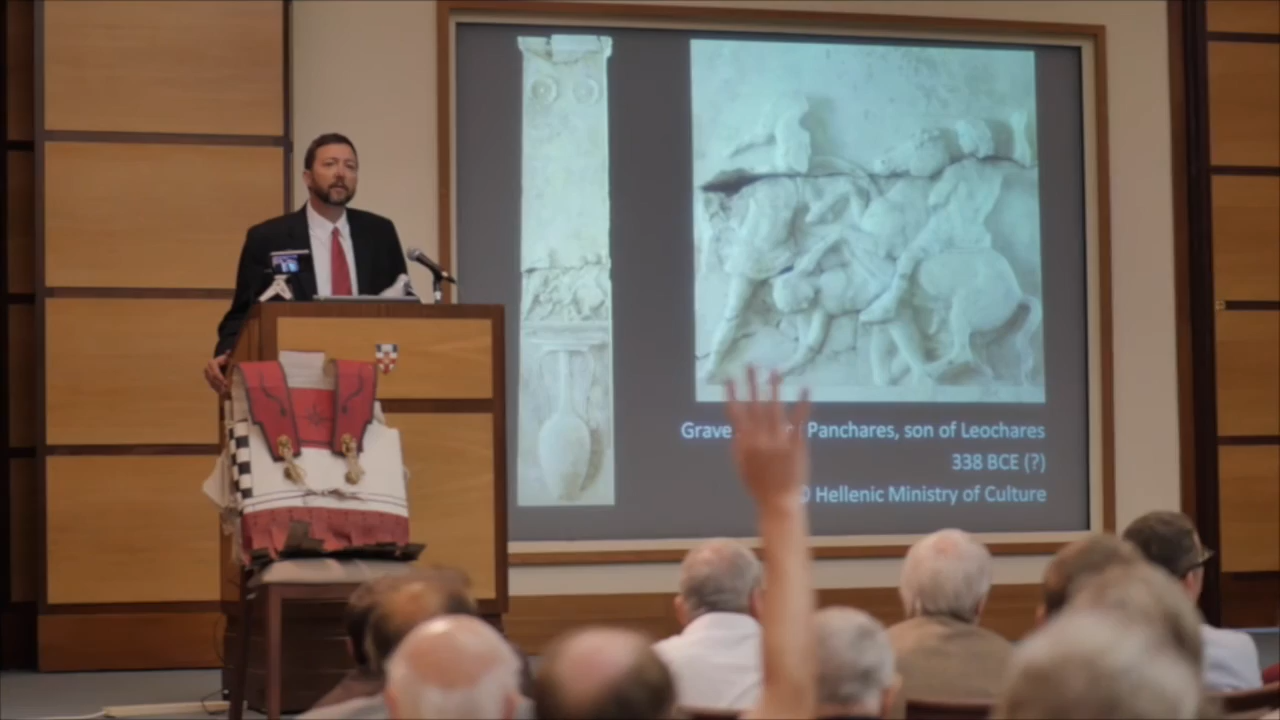 Grave Panchares, son of Leochares
338 BCE (?)
© Hellenic Ministry of Culture